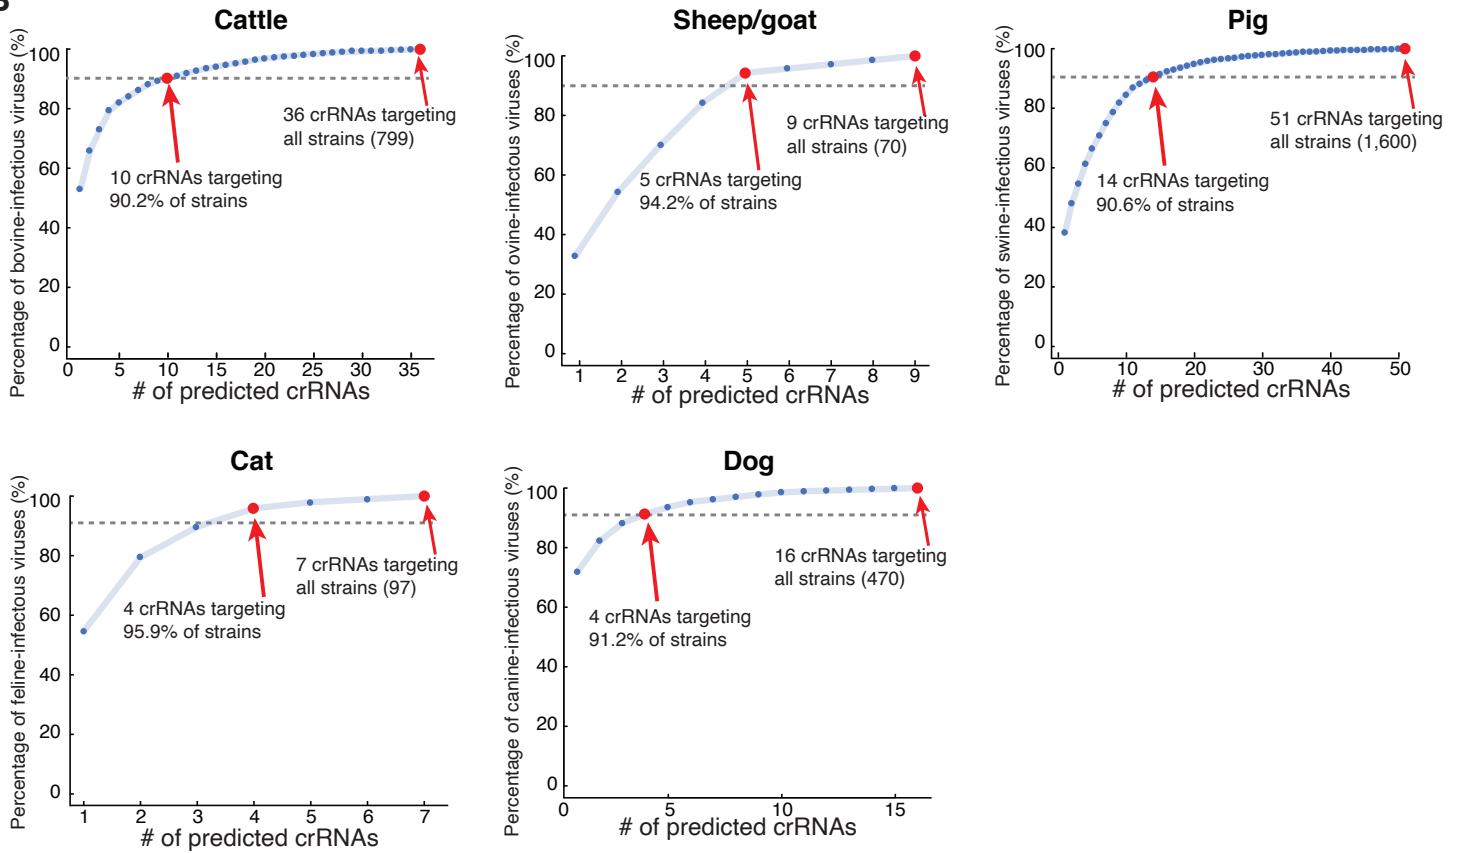 Cattle
Percentage of bovine-infectious viruses (%)
100
80
60
40
20
0
36 crRNAs targeting
all strains (799)
10 crRNAs targeting
90.2% of strains
0 5 10 15 20 25 30 35
# of predicted crRNAs
Sheep/goat
Percentage of ovine-infectious viruses (%)
100
80
60
40
20
0
9 crRNAs targeting
all strains (70)
5 crRNAs targeting
94.2% of strains
1 2 3 4 5 6 7 8 9
# of predicted crRNAs
Pig
Percentage of swine-infectious viruses (%)
100
80
60
40
20
0
51 crRNAs targeting
all strains (1,600)
14 crRNAs targeting
90.6% of strains
0 10 20 30 40 50
# of predicted crRNAs
Cat
Percentage of feline-infectious viruses (%)
100
80
60
40
20
0
7 crRNAs targeting
all strains (97)
4 crRNAs targeting
95.9% of strains
1 2 3 4 5 6 7
# of predicted crRNAs
Dog
Percentage of canine-infectious viruses (%)
100
80
60
40
20
0
16 crRNAs targeting
all strains (470)
4 crRNAs targeting
91.2% of strains
0 5 10 15
# of predicted crRNAs